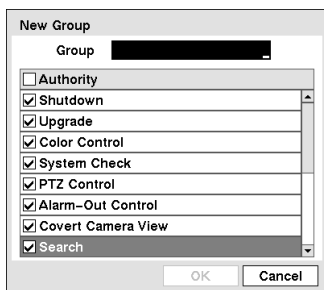 New Group
Group
Authority
Shutdown
Upgrade
Color Control
System Check
PTZ Control
Alarm-Out Control
Covert Camera View
Search
OK Cancel